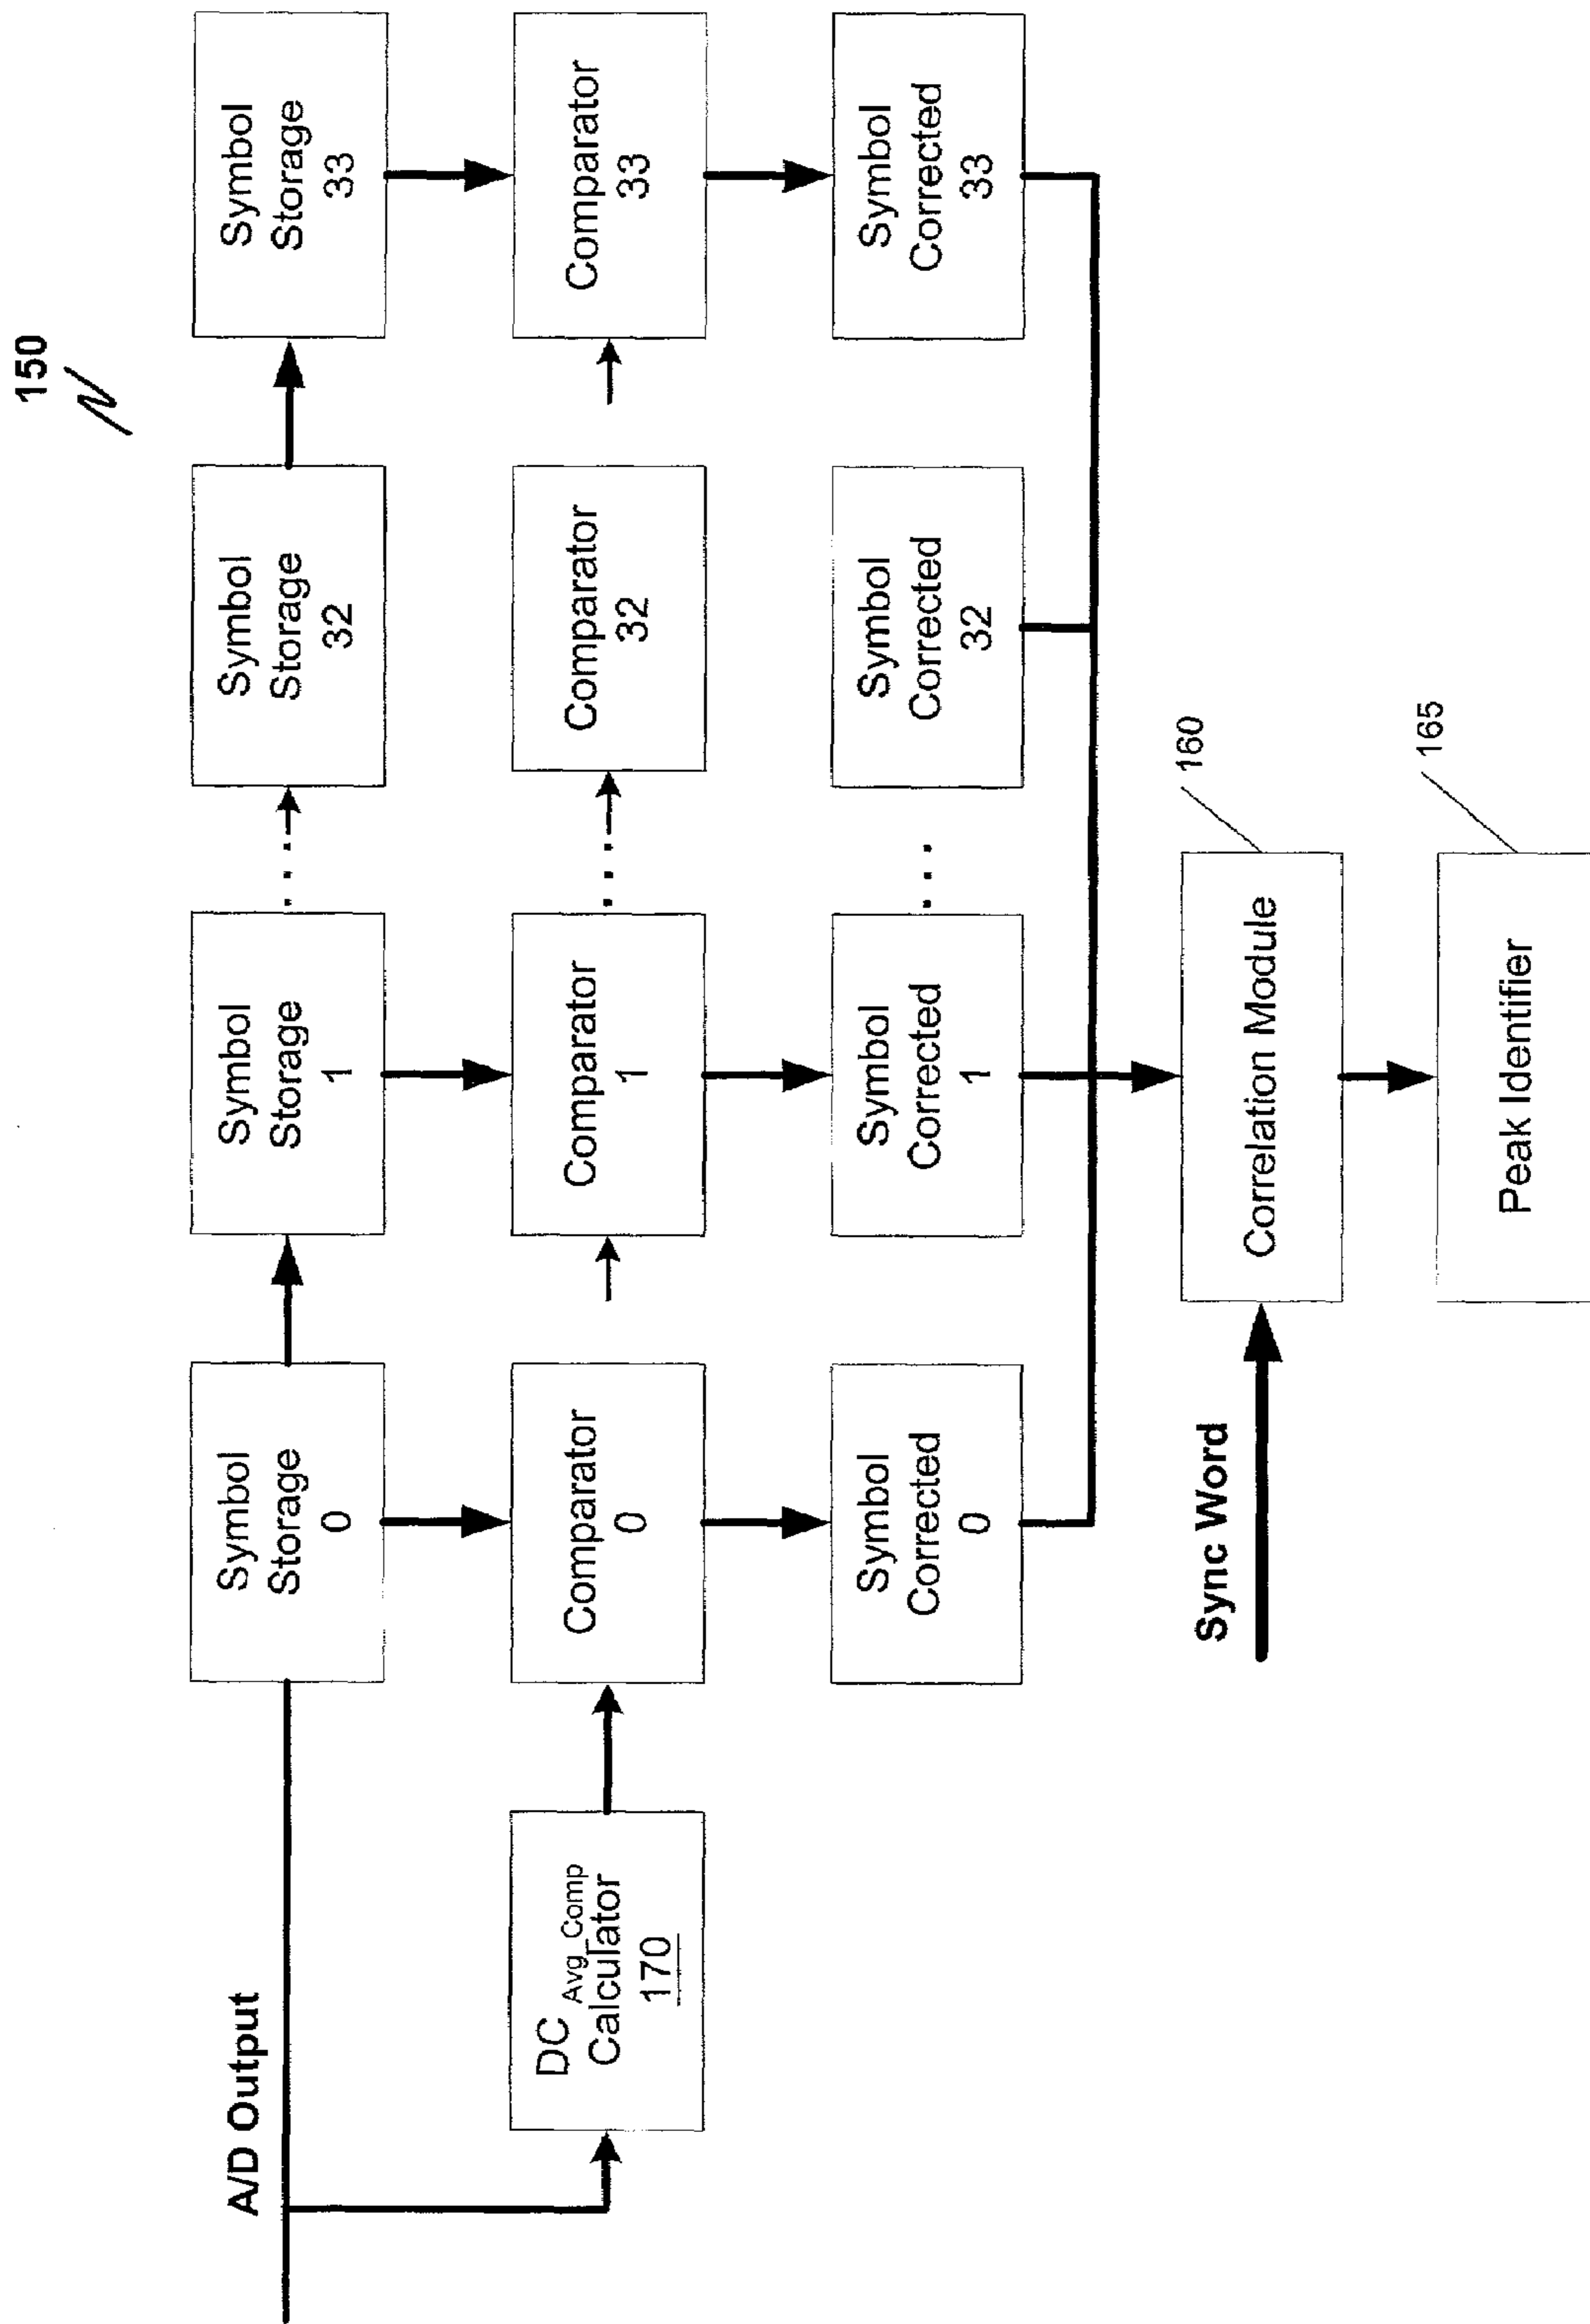 150
A/D Output
Symbol
Storage
0
Symbol
Storage
1
...
Symbol
Storage
32
Symbol
Storage
33
DC Avg_Comp
Calculator
170
Comparator
0
Comparator
1
...
Comparator
32
Comparator
33
Symbol
Corrected
0
Symbol
Corrected
1
...
Symbol
Corrected
32
Symbol
Corrected
33
Sync Word
Correlation Module
160
Peak Identifier
165